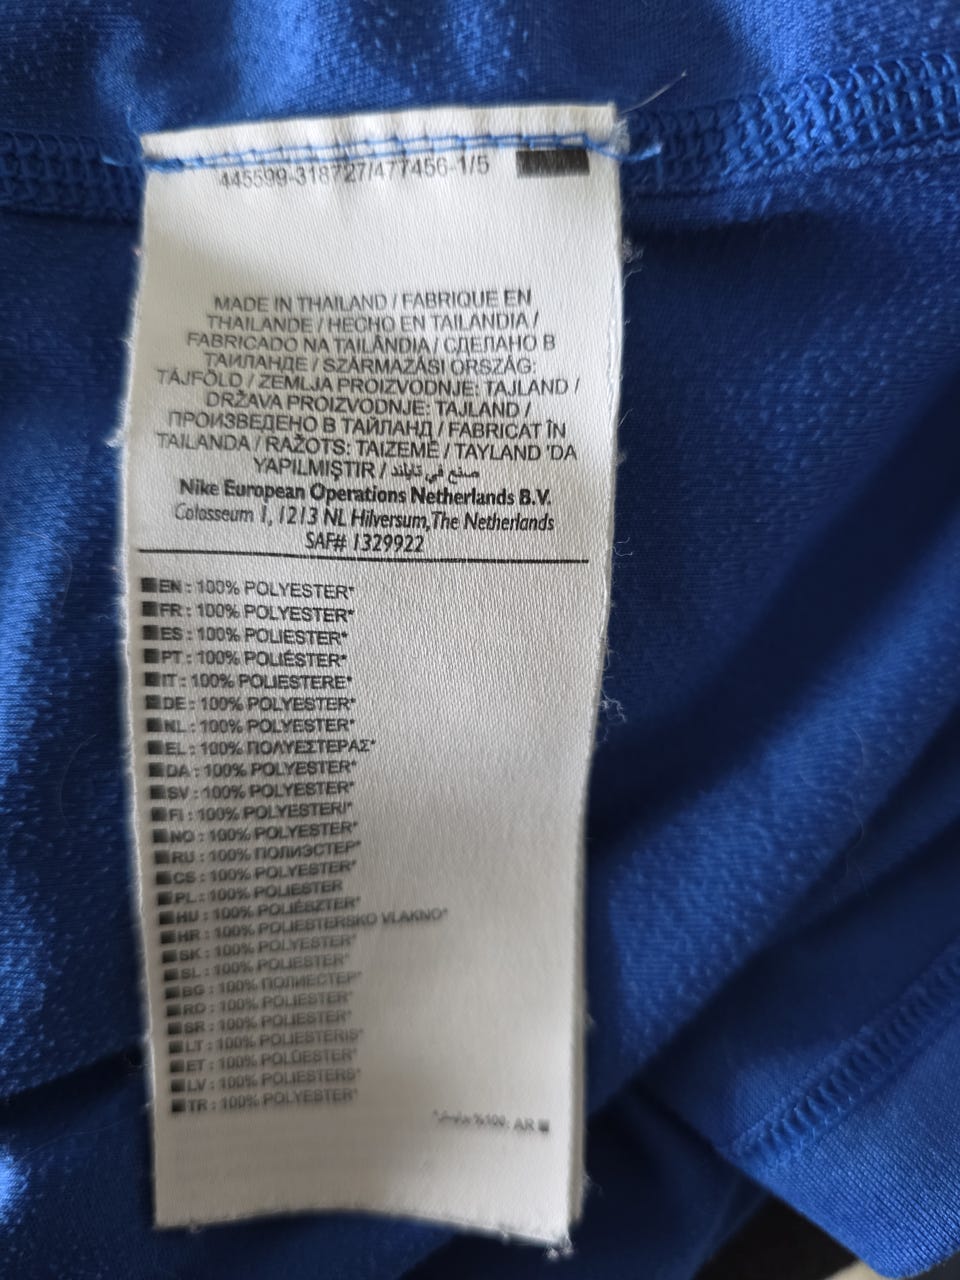 445599-318727/477456-1/5
MADE IN THAILAND / FABRIQUE EN
THAILANDE / HECHO EN TAILANDIA /
FABRICADO NA TAILÂNDIA / СДЕЛАНО В
ТАИЛАНДЕ / SZÁRMAZÁSI ORSZÁG:
TÁJFÖLD / ZEMLJA PROIZVODNJE: TAJLAND /
DRŽAVA PROIZVODNJE: TAJLAND /
ПРОИЗВЕДЕНО В ТАЙЛАНД / FABRICAT ÎN
TAILANDA / RAŽOTS: TAIZEMĒ / TAYLAND 'DA
YAPILMIŞTIR / صنع في تايلند
Nike European Operations Netherlands B.V.
Colosseum 1, 1213 NL Hilversum, The Netherlands
SAF# 1329922
EN : 100% POLYESTER*
FR : 100% POLYESTER*
ES : 100% POLIESTER*
PT : 100% POLIÉSTER*
IT : 100% POLIESTERE*
DE : 100% POLYESTER*
NL : 100% POLYESTER*
EL : 100% ΠΟΛΥΕΣΤΕΡΑΣ*
DA : 100% POLYESTER*
SV : 100% POLYESTER*
FI : 100% POLYESTERI*
NO : 100% POLYESTER*
RU : 100% ПОЛИЭСТЕР*
CS : 100% POLYESTER*
PL : 100% POLIESTER
HU : 100% POLIÉSZTER*
HR : 100% POLIESTERSKO VLAKNO*
SK : 100% POLYESTER*
SL : 100% POLIESTER*
BG : 100% ПОЛИЕСТЕР*
RO : 100% POLIESTER*
SR : 100% POLIESTER*
LT : 100% POLIESTERIS*
ET : 100% POLÜESTER*
LV : 100% POLIESTERS*
TR : 100% POLYESTER*
%100: AR